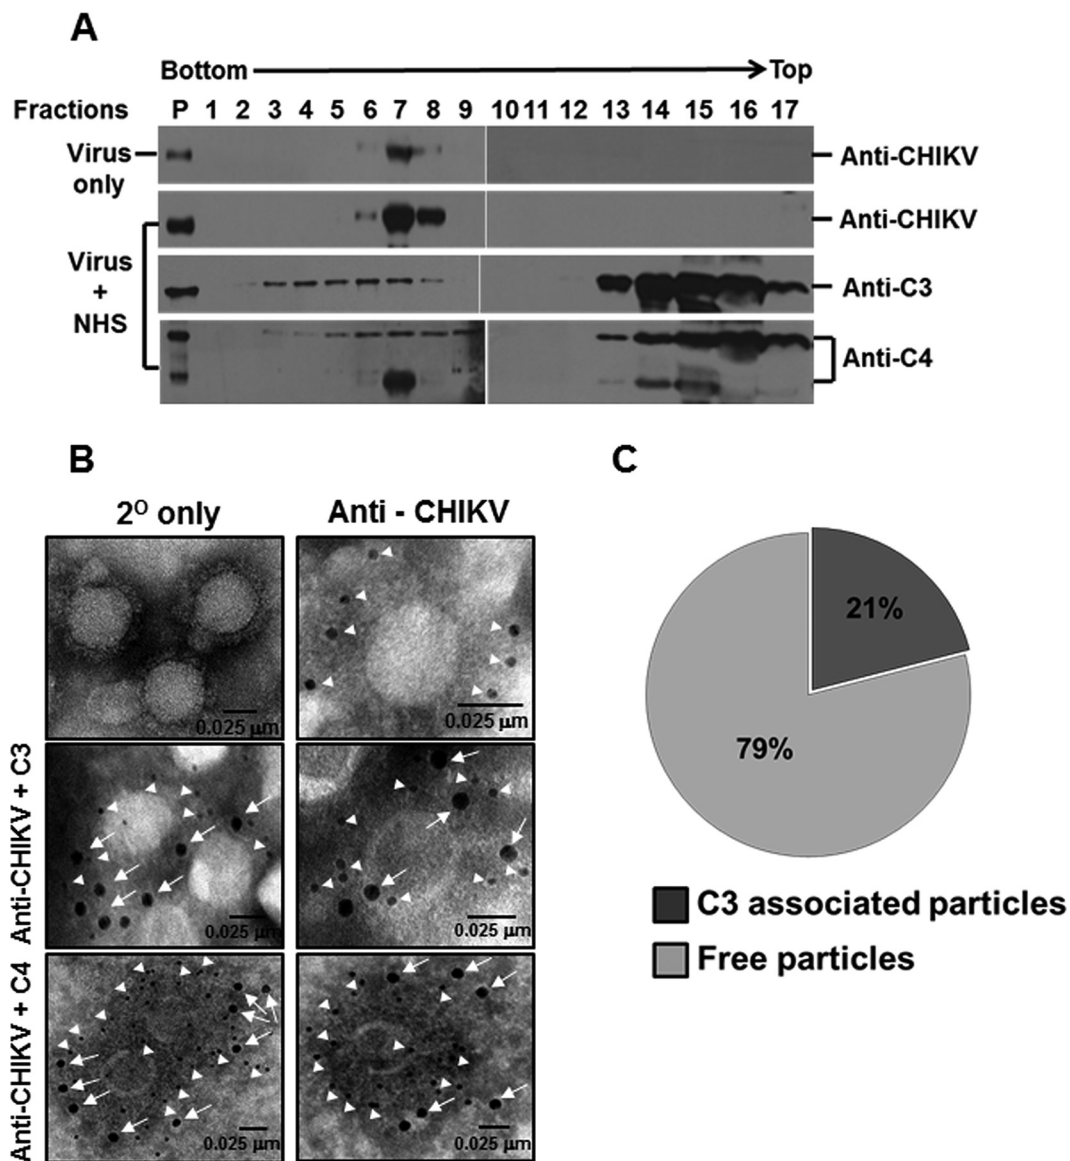 A
Bottom Top
Fractions P 1 2 3 4 5 6 7 8 9 10 11 12 13 14 15 16 17
Virus only Anti-CHIKV
Anti-CHIKV
Virus + NHS
Anti-C3
Anti-C4
B
2O only Anti - CHIKV
0.025 µm 0.025 µm
Anti-CHIKV + C3
0.025 µm 0.025 µm
Anti-CHIKV + C4
0.025 µm 0.025 µm
C
21%
79%
C3 associated particles
Free particles